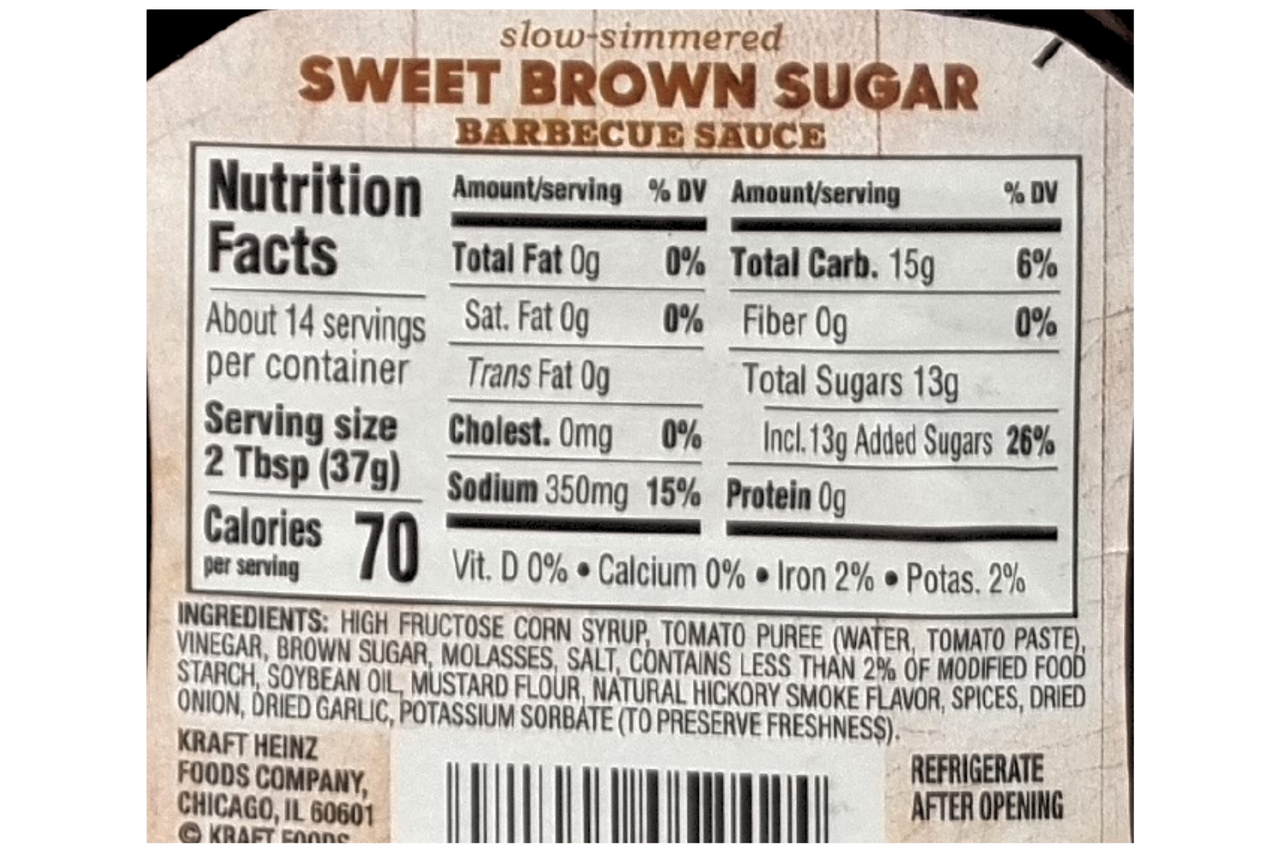 slow-simmered
SWEET BROWN SUGAR
BARBECUE SAUCE
Nutrition
Facts
About 14 servings
per container
Serving size
2 Tbsp (37g)
Calories 70
per serving
Amount/serving % DV
Total Fat 0g 0%
Sat. Fat 0g 0%
Trans Fat 0g
Cholest. 0mg 0%
Sodium 350mg 15%
Amount/serving % DV
Total Carb. 15g 6%
Fiber 0g 0%
Total Sugars 13g
Incl. 13g Added Sugars 26%
Protein 0g
Vit. D 0% • Calcium 0% • Iron 2% • Potas. 2%
INGREDIENTS: HIGH FRUCTOSE CORN SYRUP, TOMATO PUREE (WATER, TOMATO PASTE),
VINEGAR, BROWN SUGAR, MOLASSES, SALT, CONTAINS LESS THAN 2% OF MODIFIED FOOD
STARCH, SOYBEAN OIL, MUSTARD FLOUR, NATURAL HICKORY SMOKE FLAVOR, SPICES, DRIED
ONION, DRIED GARLIC, POTASSIUM SORBATE (TO PRESERVE FRESHNESS).
KRAFT HEINZ
FOODS COMPANY,
CHICAGO, IL 60601
© KRAFT FOODS
REFRIGERATE
AFTER OPENING